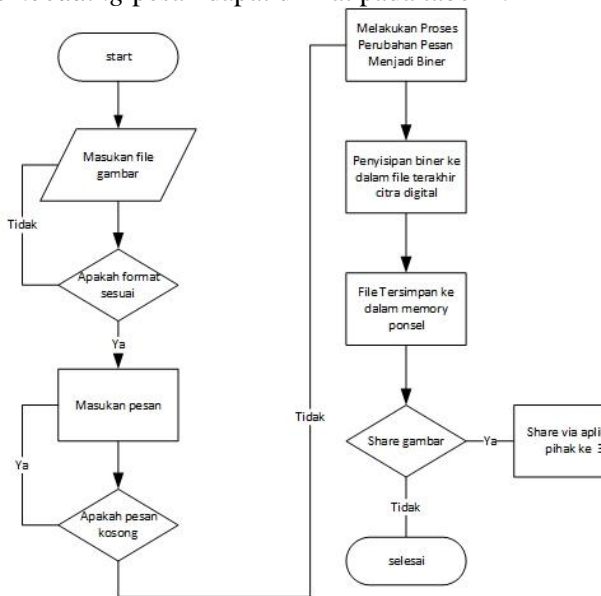 start
Masukan file
gambar
Tidak
Apakah format
sesuai
Ya
Masukan pesan
Ya
Apakah pesan
kosong
Tidak
Melakukan Proses
Perubahan Pesan
Menjadi Biner
Penyisipan biner ke
dalam file terakhir
citra digital
File Tersimpan ke
dalam memory
ponsel
Share gambar
Ya
Share via
pihak ke 3
Tidak
selesai